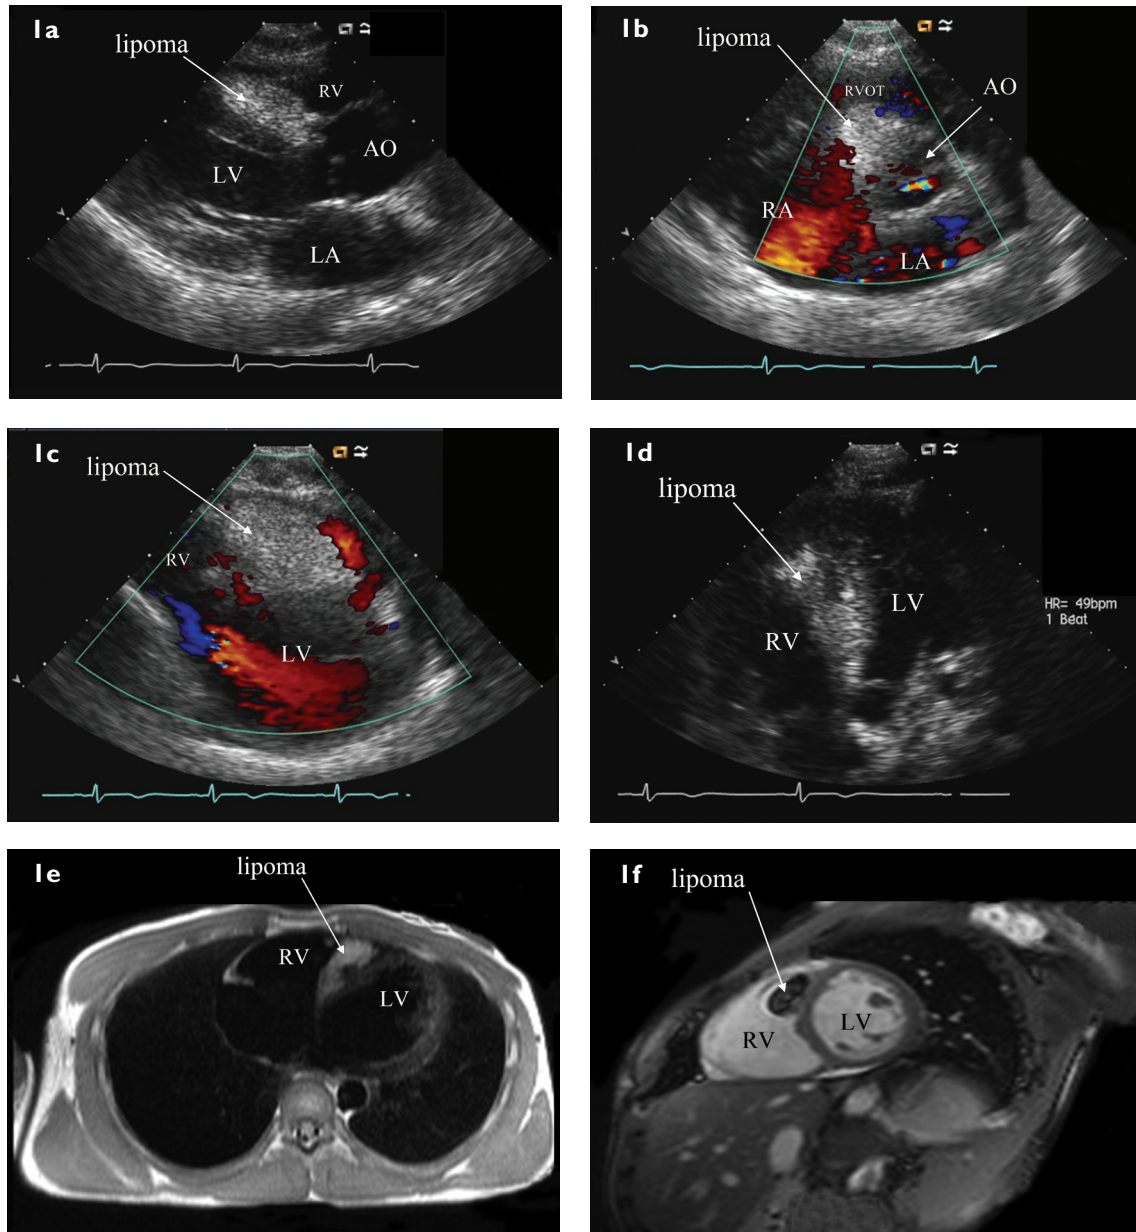 1a
lipoma
RV
AO
LV
LA
1b
lipoma
RVOT
AO
RA
LA
1c
lipoma
RV
LV
1d
lipoma
LV
HR= 49bpm
1 Beat
RV
1e
lipoma
RV
LV
1f
lipoma
LV
RV